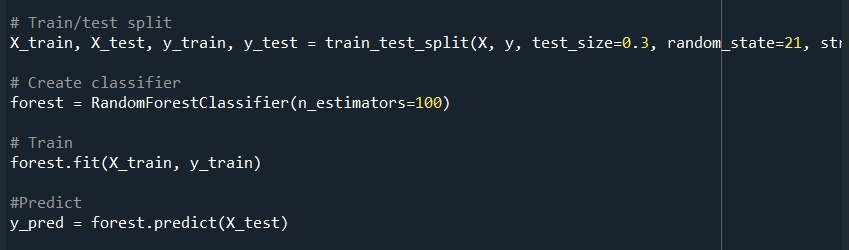 # Train/test split
X_train, X_test, y_train, y_test = train_test_split(X, y, test_size=0.3, random_state=21, str
# Create classifier
forest = RandomForestClassifier(n_estimators=100)
# Train
forest.fit(X_train, y_train)
#Predict
y_pred = forest.predict(X_test)